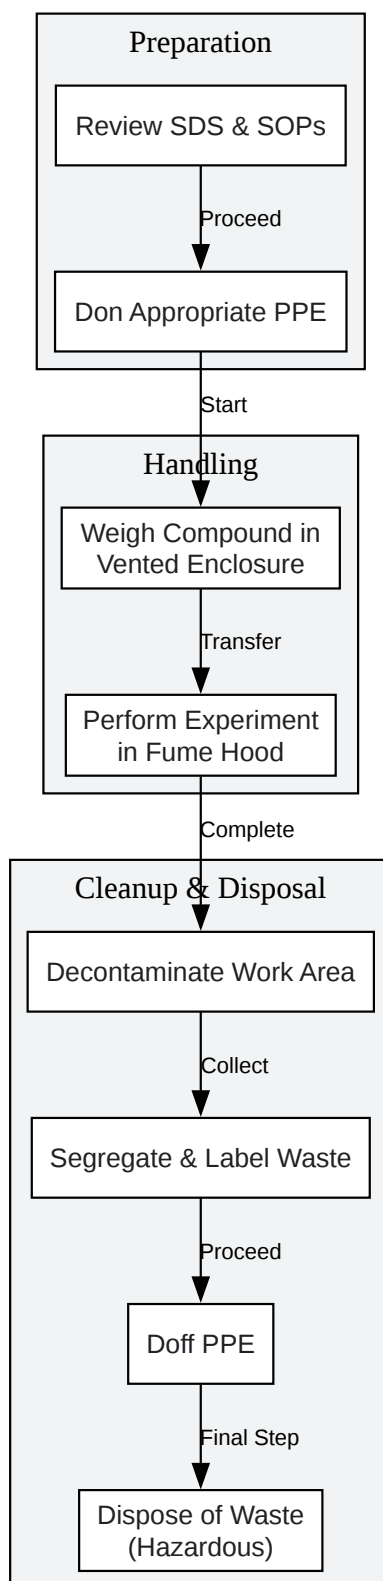 Preparation
Review SDS & SOPs
Proceed
Don Appropriate PPE
Start
Handling
Weigh Compound in
Vented Enclosure
Transfer
Perform Experiment
in Fume Hood
Complete
Cleanup & Disposal
Decontaminate Work Area
Collect
Segregate & Label Waste
Proceed
Doff PPE
Final Step
Dispose of Waste
(Hazardous)